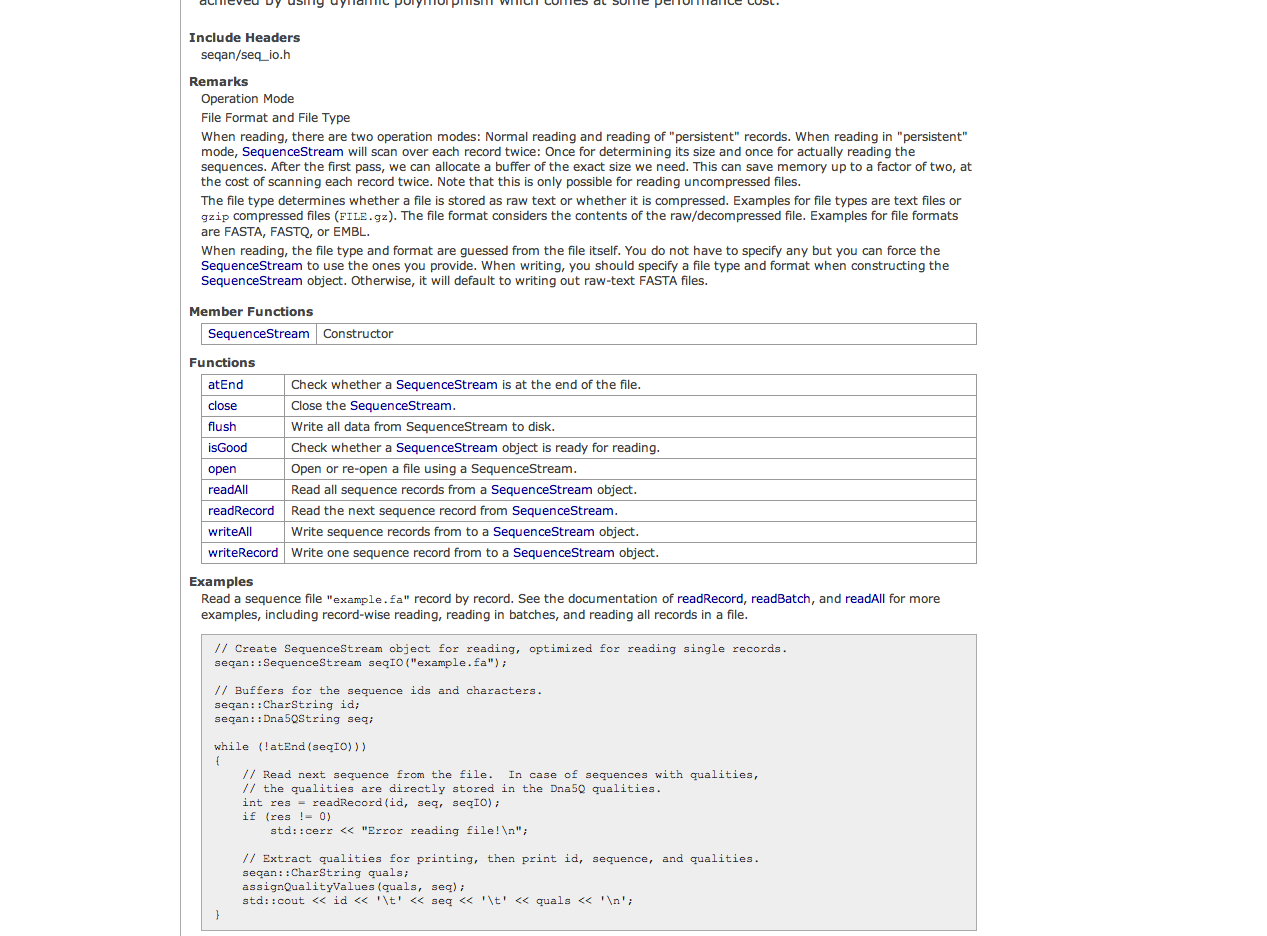 achieved by using dynamic polymorphism which comes at some performance cost.
Include Headers
seqan/seq_io.h
Remarks
Operation Mode
File Format and File Type
When reading, there are two operation modes: Normal reading and reading of "persistent" records. When reading in "persistent"
mode, SequenceStream will scan over each record twice: Once for determining its size and once for actually reading the
sequences. After the first pass, we can allocate a buffer of the exact size we need. This can save memory up to a factor of two, at
the cost of scanning each record twice. Note that this is only possible for reading uncompressed files.
The file type determines whether a file is stored as raw text or whether it is compressed. Examples for file types are text files or
gzip compressed files (FILE.gz). The file format considers the contents of the raw/decompressed file. Examples for file formats
are FASTA, FASTQ, or EMBL.
When reading, the file type and format are guessed from the file itself. You do not have to specify any but you can force the
SequenceStream to use the ones you provide. When writing, you should specify a file type and format when constructing the
SequenceStream object. Otherwise, it will default to writing out raw-text FASTA files.
Member Functions
SequenceStream Constructor
Functions
atEnd Check whether a SequenceStream is at the end of the file.
close Close the SequenceStream.
flush Write all data from SequenceStream to disk.
isGood Check whether a SequenceStream object is ready for reading.
open Open or re-open a file using a SequenceStream.
readAll Read all sequence records from a SequenceStream object.
readRecord Read the next sequence record from SequenceStream.
writeAll Write sequence records from to a SequenceStream object.
writeRecord Write one sequence record from to a SequenceStream object.
Examples
Read a sequence file "example.fa" record by record. See the documentation of readRecord, readBatch, and readAll for more
examples, including record-wise reading, reading in batches, and reading all records in a file.
// Create SequenceStream object for reading, optimized for reading single records.
seqan::SequenceStream seqIO("example.fa");
// Buffers for the sequence ids and characters.
seqan::CharString id;
seqan::Dna5QString seq;
while (!atEnd(seqIO)))
{
// Read next sequence from the file.  In case of sequences with qualities,
// the qualities are directly stored in the Dna5Q qualities.
int res = readRecord(id, seq, seqIO);
if (res != 0)
std::cerr << "Error reading file!\n";
// Extract qualities for printing, then print id, sequence, and qualities.
seqan::CharString quals;
assignQualityValues(quals, seq);
std::cout << id << '\t' << seq << '\t' << quals << '\n';
}